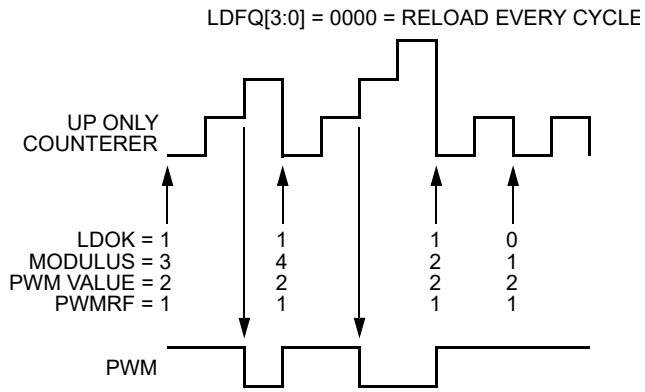 LDFQ[3:0] = 0000 = RELOAD EVERY CYCLE
UP ONLY
COUNTERER
LDOK = 1 1 1 0
MODULUS = 3 4 2 1
PWM VALUE = 2 2 2 2
PWMRF = 1 1 1 1
PWM